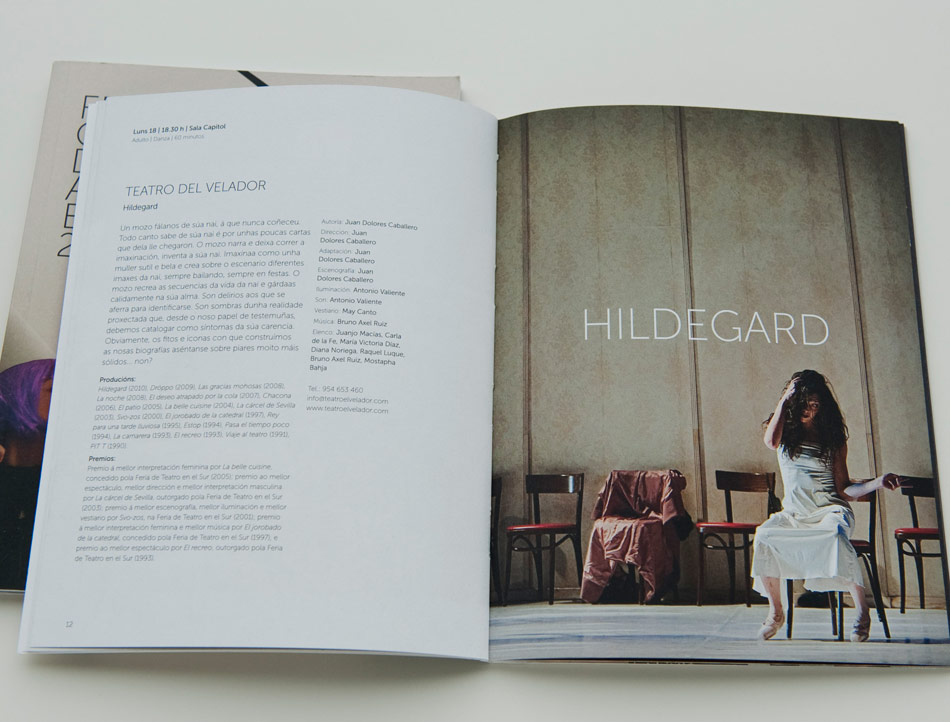 Luns 18 | 18.30 h | Sala Capitol
Adulto | Danza | 60 minutos
TEATRO DEL VELADOR
Hildegard
Un mozo fálanos de súa nai, á que nunca coñeceu.
Todo canto sabe de súa nai é por unhas poucas cartas
que dela lle chegaron. O mozo narra e deixa correr a
imaxinación, inventa a súa nai. Imaxínaa como unha
muller sutil e bela e crea sobre o escenario diferentes
imaxes da nai, sempre bailando, sempre en festas. O
mozo recrea as secuencias da vida da nai e gárdaas
calidamente na súa alma. Son delirios aos que se
aferra para identificarse. Son sombras dunha realidade
proxectada que, desde o noso papel de testemuñas,
debemos catalogar como síntomas da súa carencia.
Obviamente, os fitos e iconas con que construímos
as nosas biografías aséntanse sobre piares moito máis
sólidos... non?
Producións:
Hildegard (2010), Droppo (2009), Las gracias mohosas (2008),
La noche (2008), El deseo atrapado por la cola (2007), Chacona
(2006), El patio (2005), La belle cuisine (2004), La cárcel de Sevilla
(2003), Svo-zos (2000), El jorobado de la catedral (1997), Rey
para una tarde lluviosa (1995), Estop (1994), Pasa el tiempo poco
(1994), La camarera (1993), El recreo (1993), Viaje al teatro (1991),
PIT T (1990).
Premios:
Premio á mellor interpretación feminina por La belle cuisine,
concedido pola Feria de Teatro en el Sur (2005); premio ao mellor
espectáculo, mellor dirección e mellor interpretación masculina
por La cárcel de Sevilla, outorgado pola Feria de Teatro en el Sur
(2003); premio á mellor escenografía, mellor iluminación e mellor
vestiario por Svo-zos, na Feria de Teatro en el Sur (2001); premio
á mellor interpretación feminina e mellor música por El jorobado
de la catedral, concedido pola Feria de Teatro en el Sur (1997), e
premio ao mellor espectáculo por El recreo, outorgado pola Feria
de Teatro en el Sur (1993).
12
Autoría: Juan Dolores Caballero
Dirección: Juan
Dolores Caballero
Adaptación: Juan
Dolores Caballero
Escenografía: Juan
Dolores Caballero
Iluminación: Antonio Valiente
Son: Antonio Valiente
Vestiario: May Canto
Música: Bruno Axel Ruiz
Elenco: Juanjo Macías, Carla
de la Fe, María Victoria Díaz,
Diana Noriega, Raquel Luque,
Bruno Axel Ruiz, Mostapha
Bahja
Tel.: 954 653 460
info@teatroelvelador.com
www.teatroelvelador.com
HILDEGARD